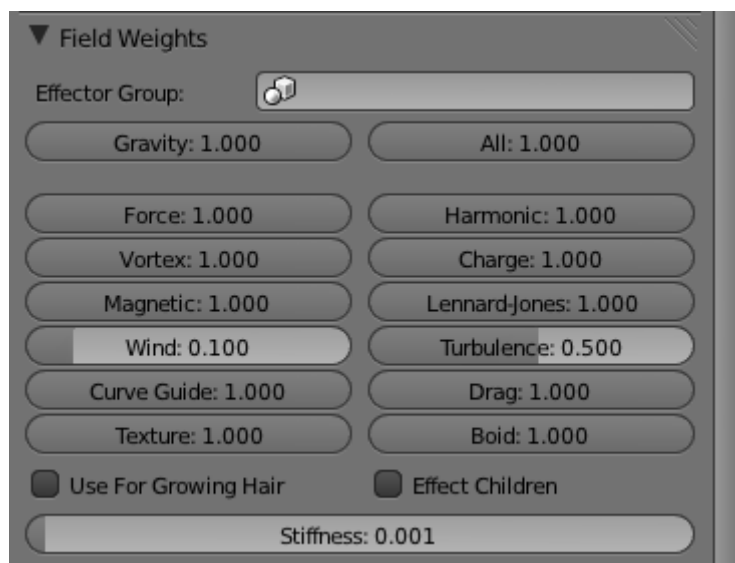 Field Weights
Effector Group:
Gravity: 1.000 All: 1.000
Force: 1.000 Harmonic: 1.000
Vortex: 1.000 Charge: 1.000
Magnetic: 1.000 Lennard-Jones: 1.000
Wind: 0.100 Turbulence: 0.500
Curve Guide: 1.000 Drag: 1.000
Texture: 1.000 Boid: 1.000
Use For Growing Hair Effect Children
Stiffness: 0.001